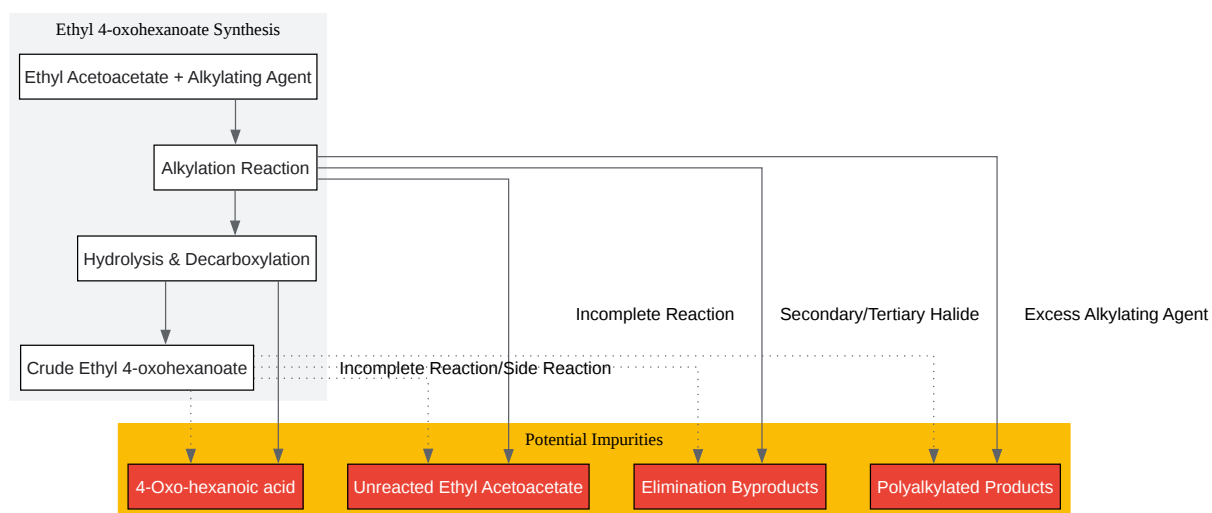 Ethyl 4-oxohexanoate Synthesis
Ethyl Acetoacetate + Alkylating Agent
Alkylation Reaction
Hydrolysis & Decarboxylation
Incomplete Reaction
Secondary/Tertiary Halide
Excess Alkylating Agent
Crude Ethyl 4-oxohexanoate
Incomplete Reaction/Side Reaction
Potential Impurities
4-Oxo-hexanoic acid
Unreacted Ethyl Acetoacetate
Elimination Byproducts
Polyalkylated Products